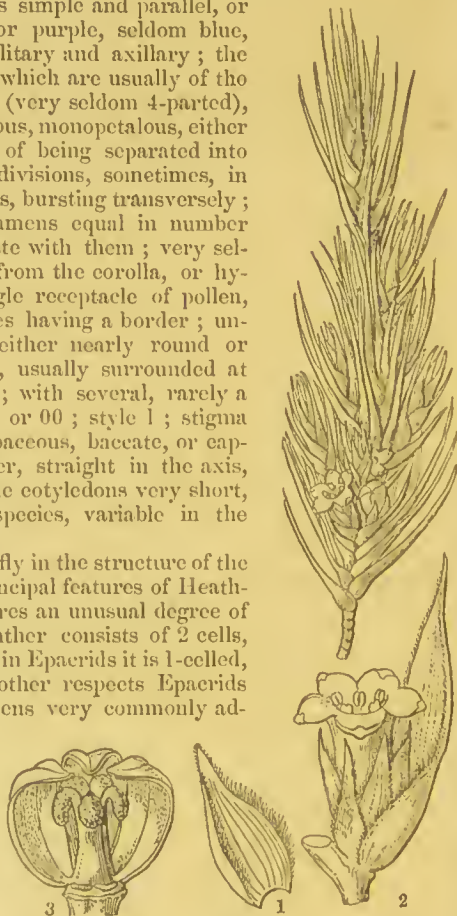 s simple and parallel, or
or purple, seldom blue,
litary and axillary ; the
which are usually of tho
(very seldom 4-parted),
ous, monopetalous, either
of being separated into
divisions, sometimes, in
s, bursting transversely ;
amens equal in number
te with them ; very sel-
from the corolla, or hy-
gle receptacle of pollen,
es having a border ; un-
either nearly round or
, usually surrounded at
; with several, rarely a
or 00 ; style 1 ; stigma
paceous, baccate, or cap-
er, straight in the axis,
e cotyledons very short,
species, variable in the
fly in the structure of the
ncipal features of Heath-
res an unusual degree of
ather consists of 2 cells,
in Epacrids it is 1-celled,
other respects Epacrids
ens very commonly ad-
3 1 2